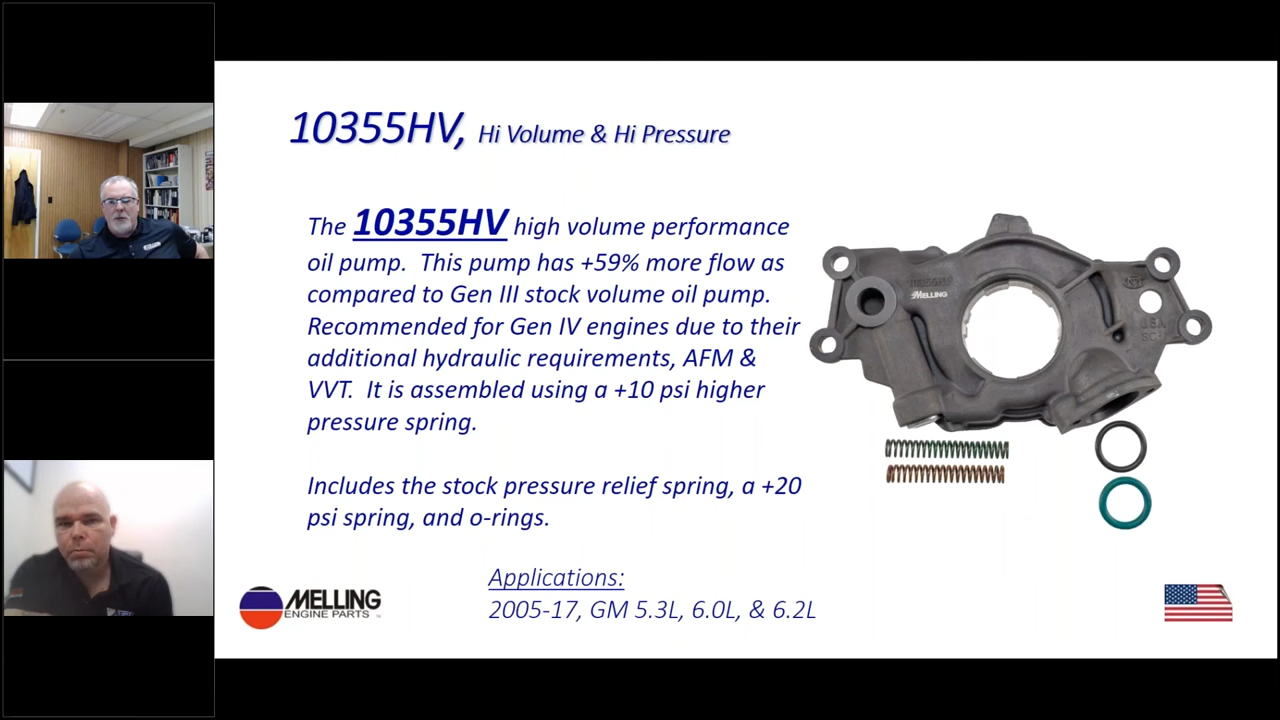 10355HV, Hi Volume & Hi Pressure
The 10355HV high volume performance
oil pump. This pump has +59% more flow as
compared to Gen III stock volume oil pump.
Recommended for Gen IV engines due to their
additional hydraulic requirements, AFM &
VVT. It is assembled using a +10 psi higher
pressure spring.
Includes the stock pressure relief spring, a +20
psi spring, and o-rings.
Applications:
2005-17, GM 5.3L, 6.0L, & 6.2L
MELLING
ENGINE PARTS
MELLING
U.S.A.